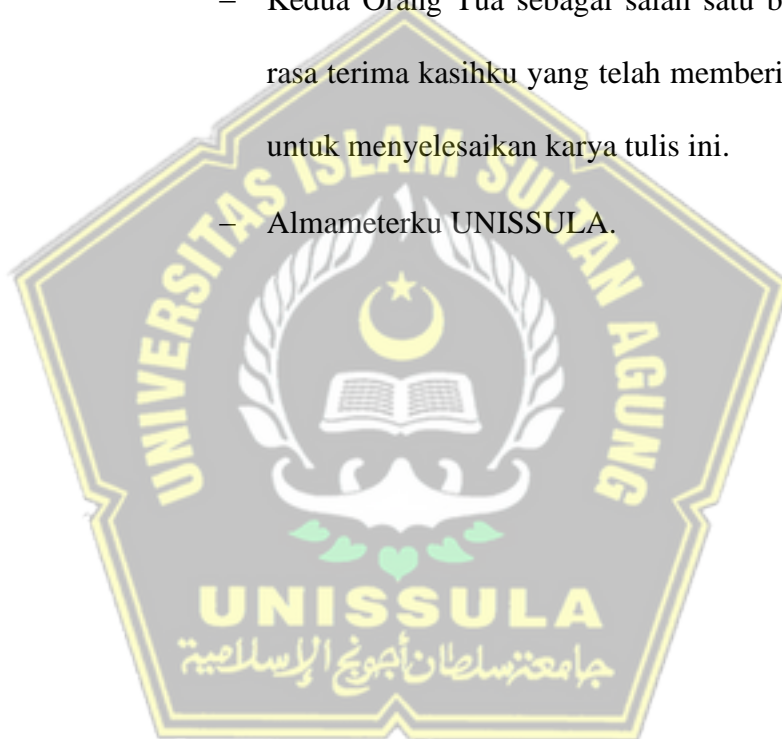 – Kedua Orang Tua sebagai salah satu b
rasa terima kasihku yang telah memberi
untuk menyelesaikan karya tulis ini.
– Almameterku UNISSULA.
UNIVERSITAS ISLAM SULTAN AGUNG
UNISSULA
جامعة سلطان أجونج الإسلامية